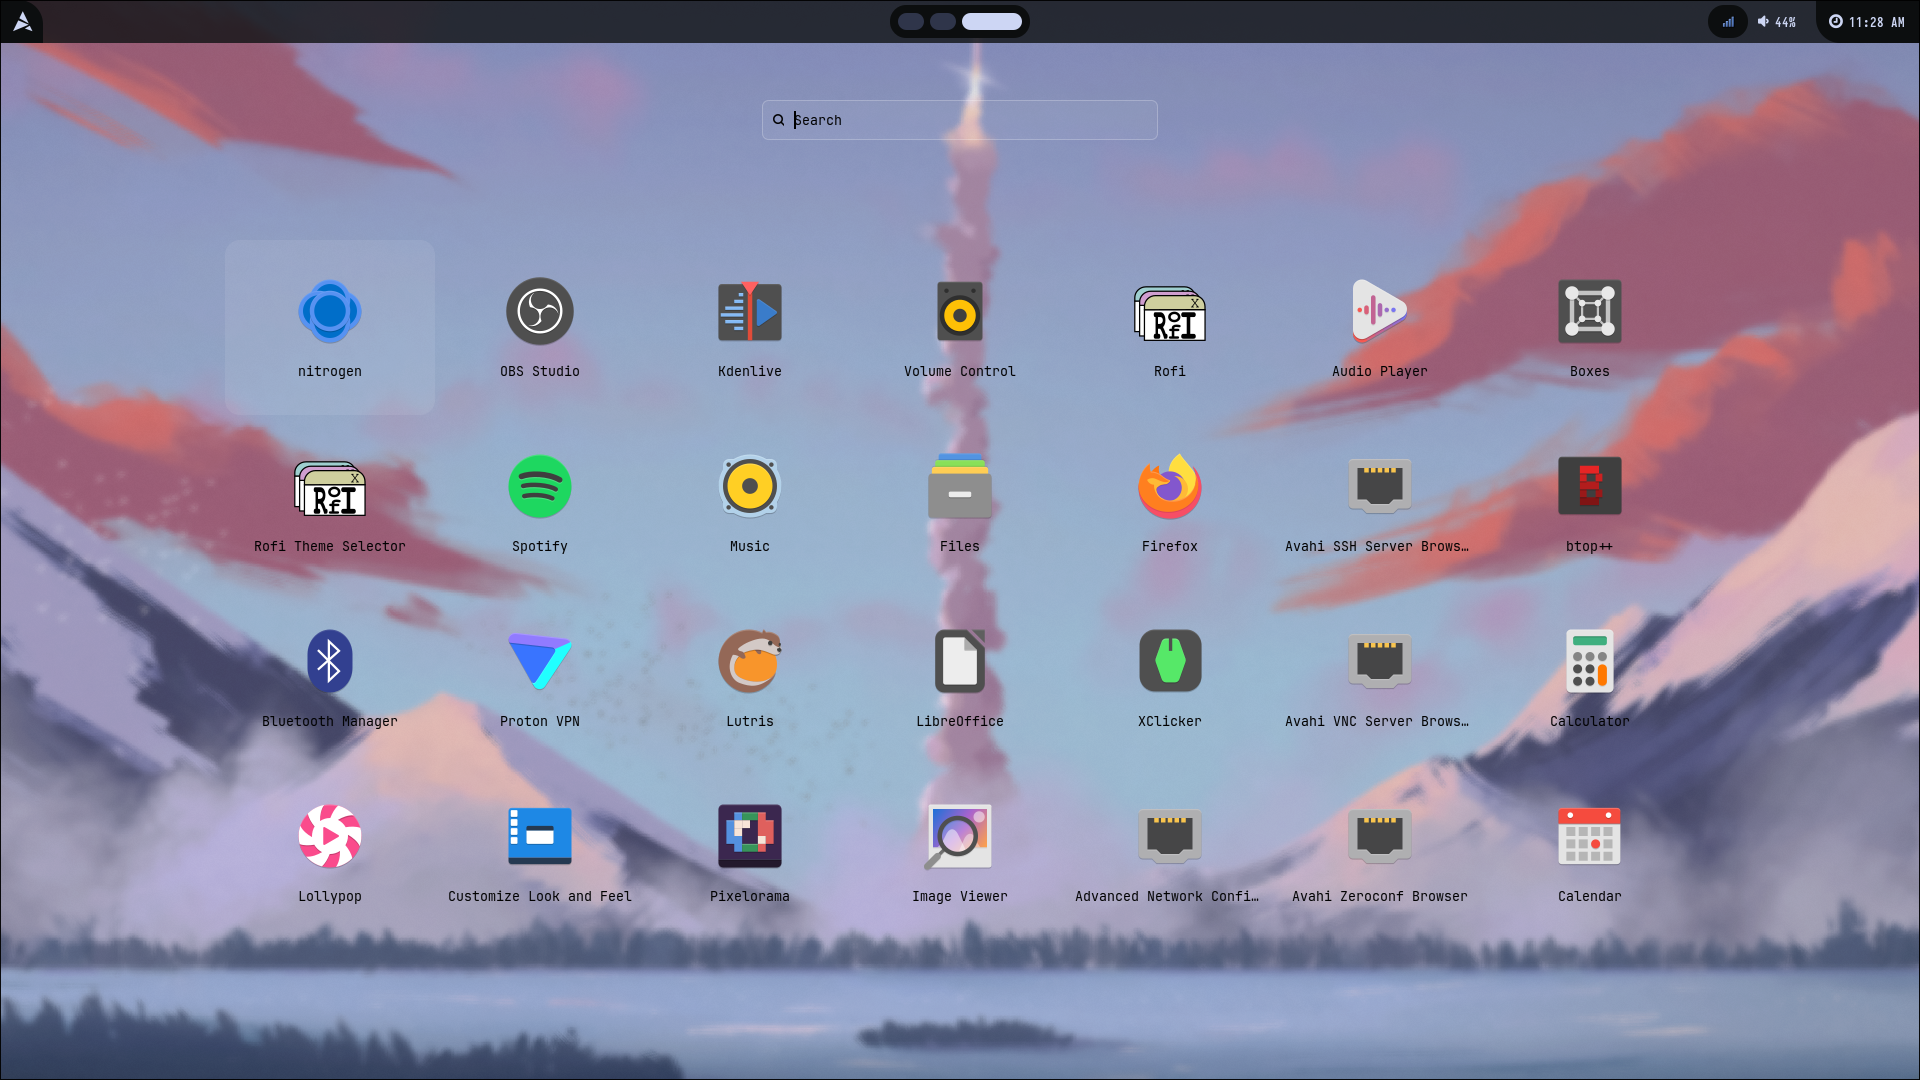 44%
11:28 AM
Search
nitrogen
OBS Studio
Kdenlive
Volume Control
Rofi
Audio Player
Boxes
Rofi Theme Selector
Spotify
Music
Files
Firefox
Avahi SSH Server Brows…
btop++
Bluetooth Manager
Proton VPN
Lutris
LibreOffice
XClicker
Avahi VNC Server Brows…
Calculator
Lollypop
Customize Look and Feel
Pixelorama
Image Viewer
Advanced Network Confi…
Avahi Zeroconf Browser
Calendar